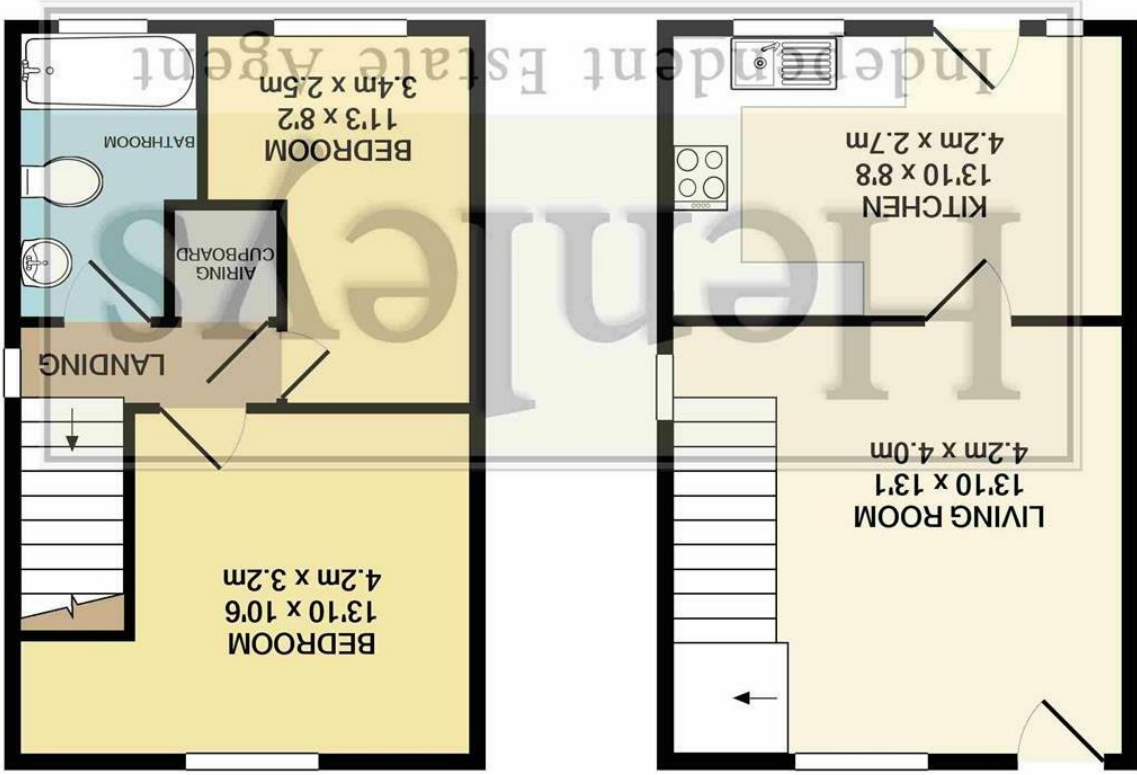 LIVING ROOM
13'10 x 13'1
4.2m x 4.0m
KITCHEN
13'10 x 8'8
4.2m x 2.7m
BEDROOM
13'10 x 10'6
4.2m x 3.2m
LANDING
AIRING
CUPBOARD
BEDROOM
11'3 x 8'2
3.4m x 2.5m
BATHROOM
Henleys
Independent Estate Agent